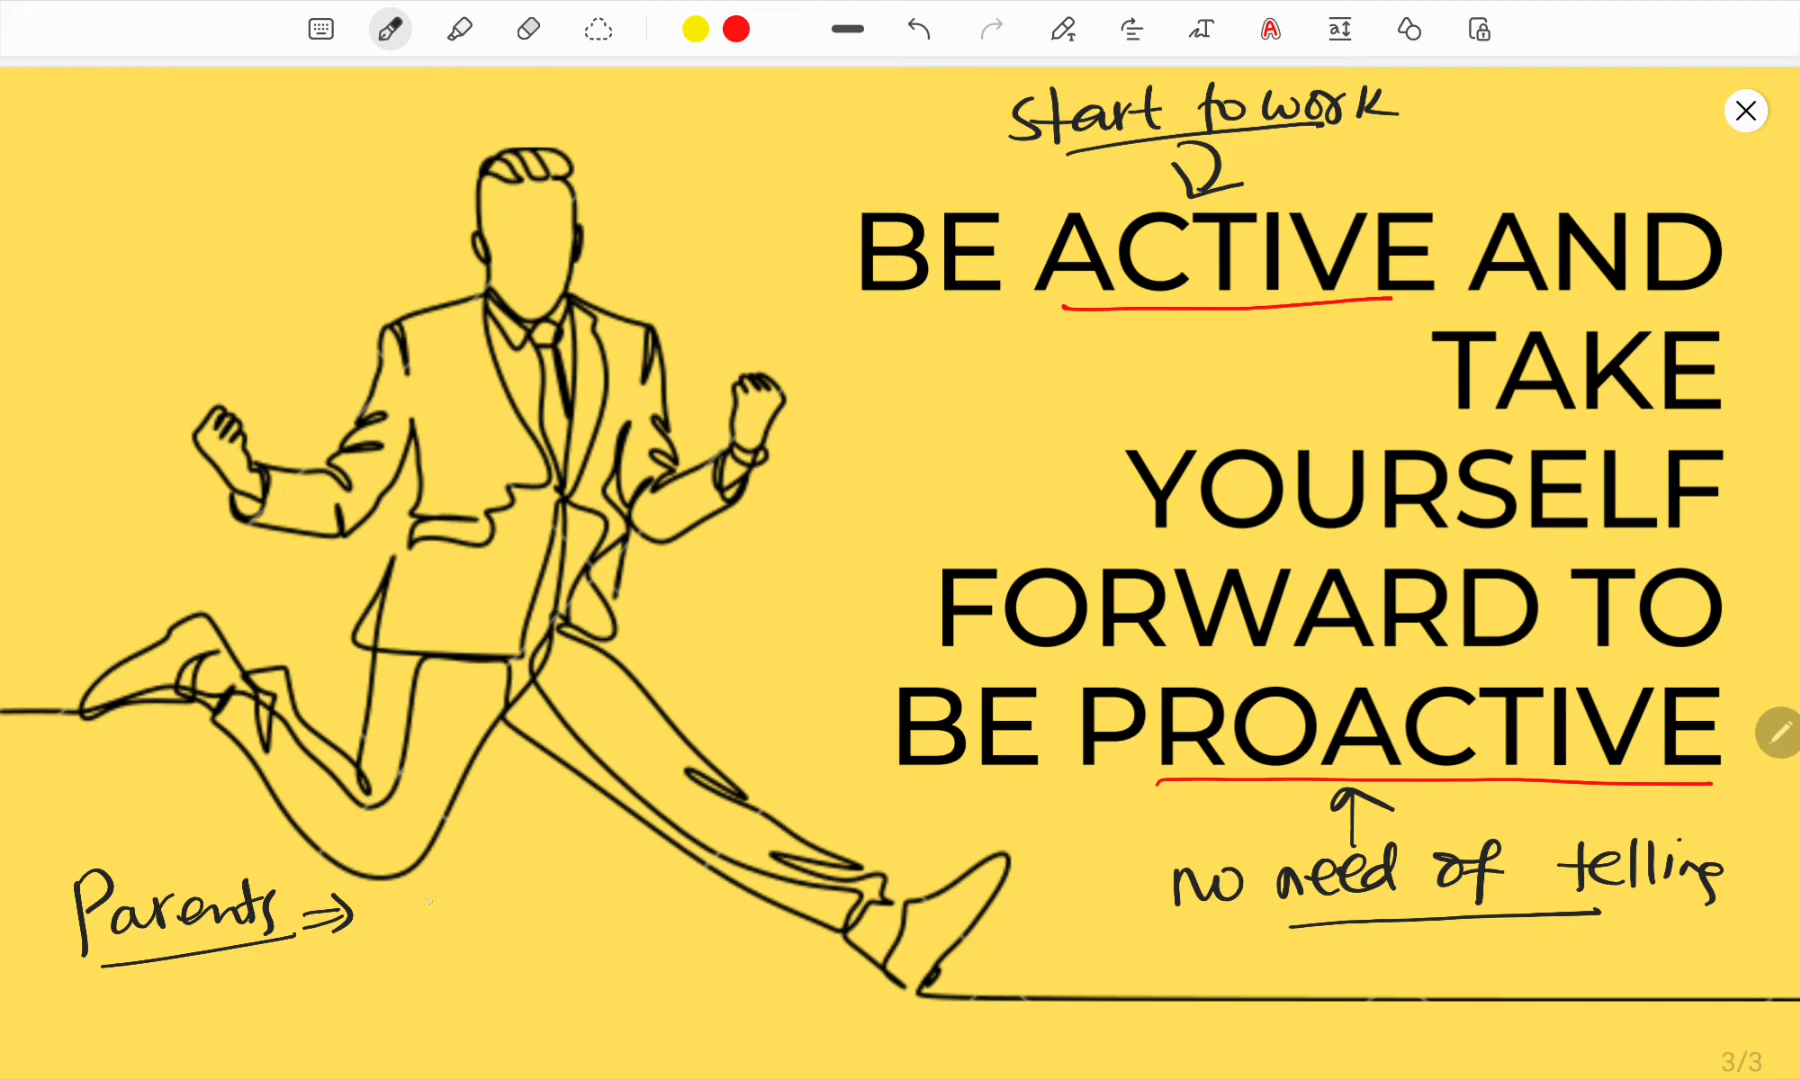 start to work
BE ACTIVE AND
TAKE
YOURSELF
FORWARD TO
BE PROACTIVE
no need of telling
Parents ⇒
3/3